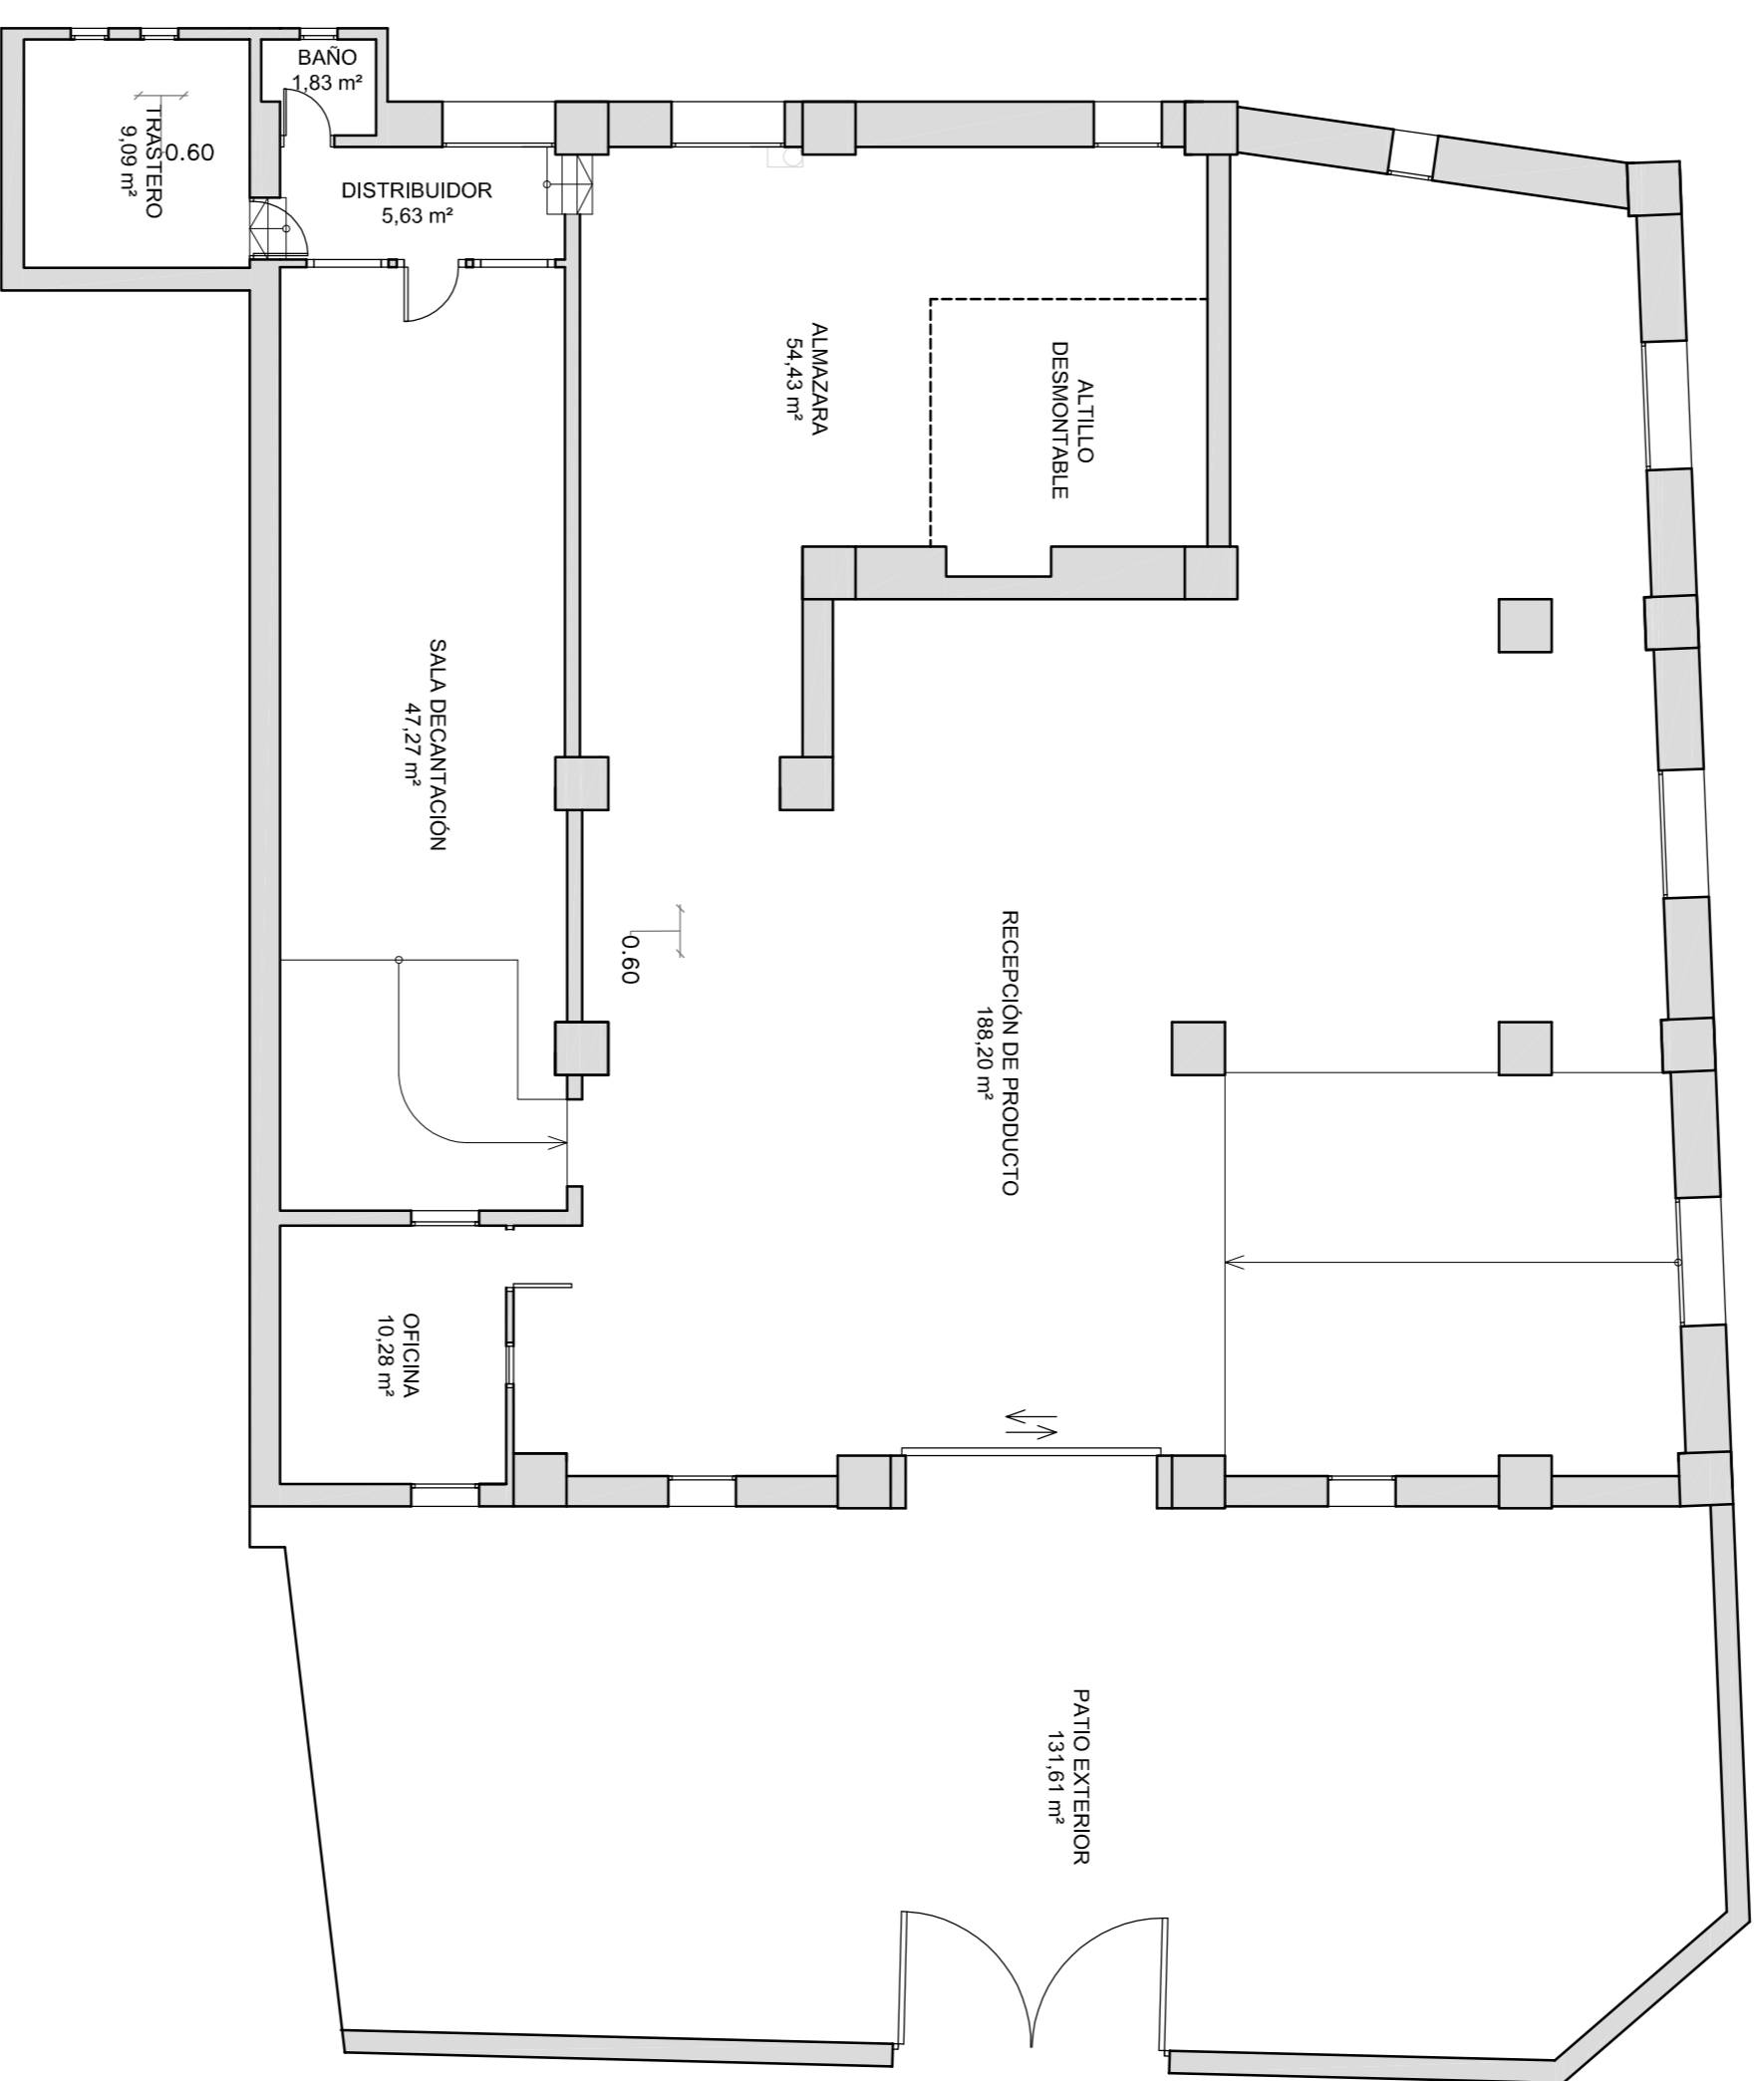 BAÑO
1,83 m²
TRASTERO
9,09 m²
0.60
DISTRIBUIDOR
5,63 m²
ALMAZARA
54,43 m²
ALTILLO
DESMONTABLE
SALA DECANTACIÓN
47,27 m²
0.60
RECEPCIÓN DE PRODUCTO
188,20 m²
OFICINA
10,28 m²
PATIO EXTERIOR
131,61 m²